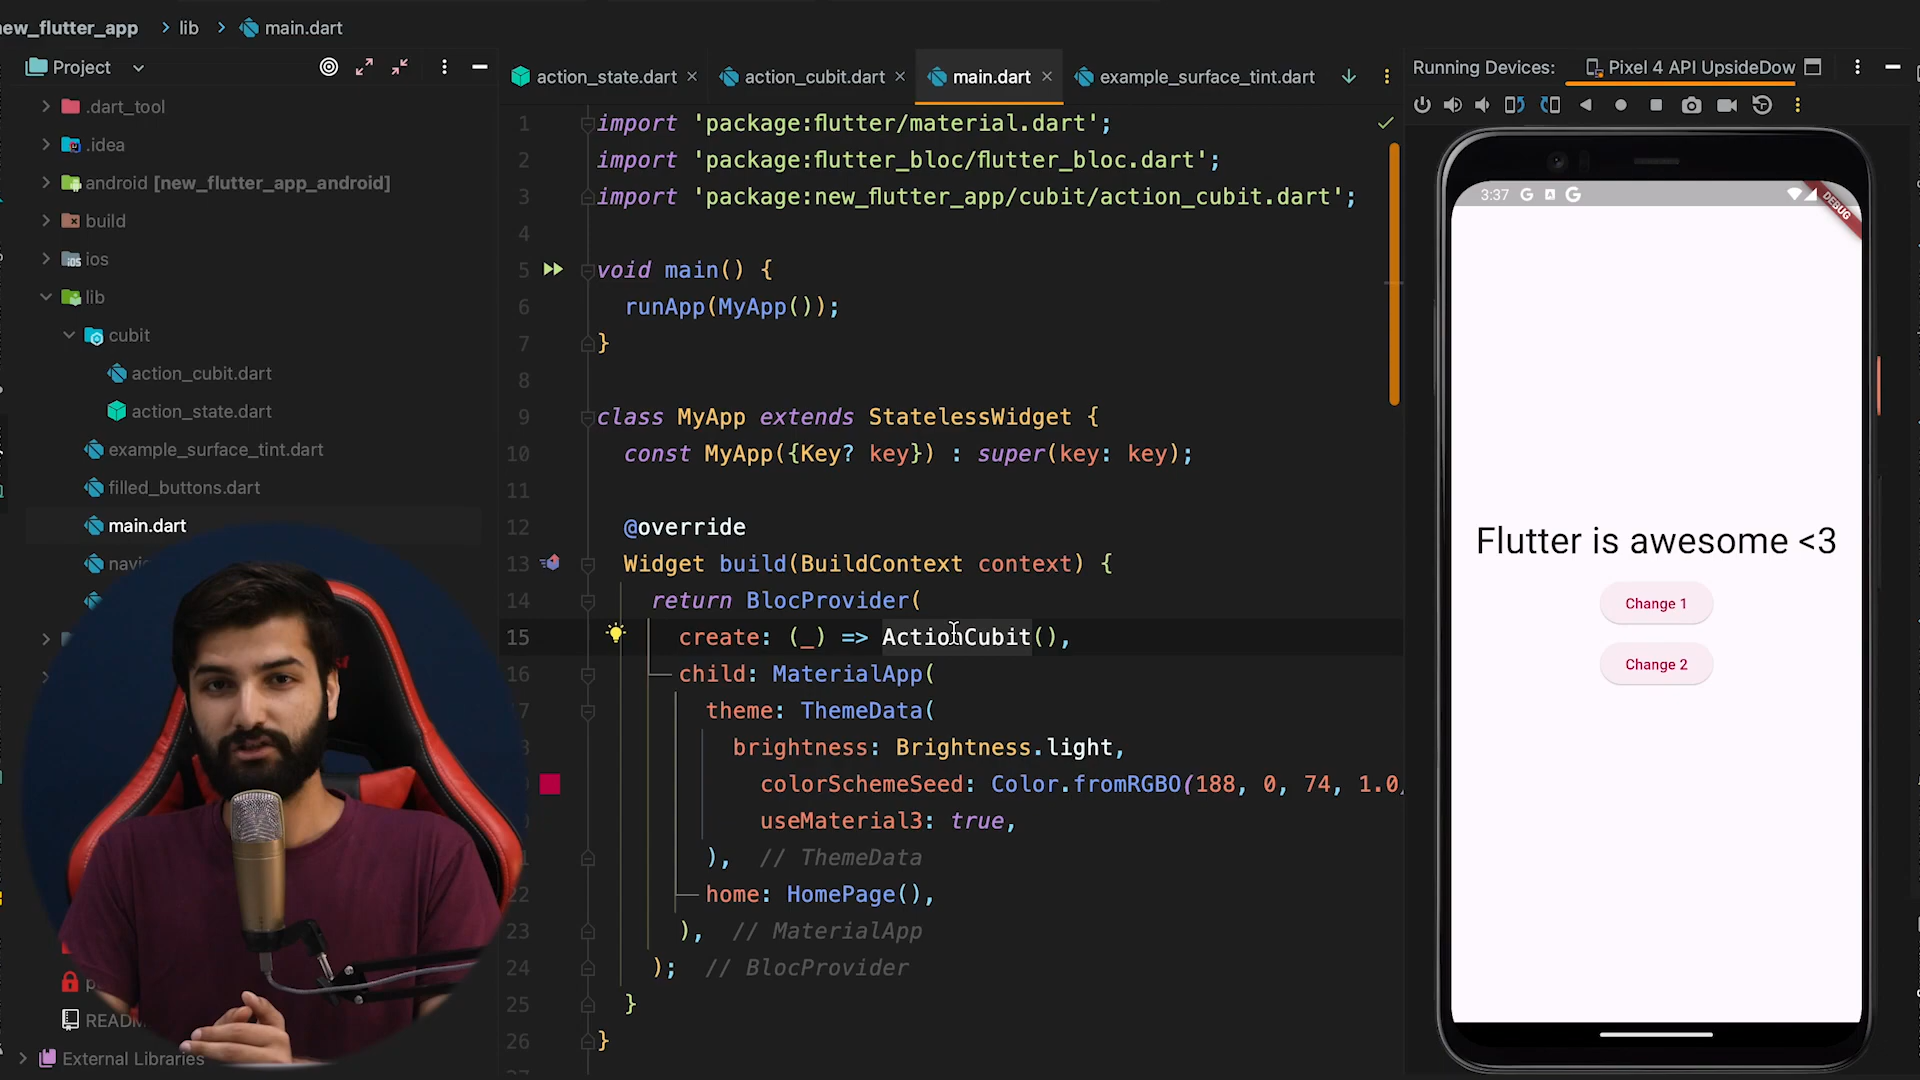 new_flutter_app > lib > main.dart
Project
.dart_tool
.idea
android [new_flutter_app_android]
build
ios
lib
cubit
action_cubit.dart
action_state.dart
example_surface_tint.dart
filled_buttons.dart
main.dart
External Libraries
action_state.dart
action_cubit.dart
main.dart
example_surface_tint.dart
1 import 'package:flutter/material.dart';
2 import 'package:flutter_bloc/flutter_bloc.dart';
3 import 'package:new_flutter_app/cubit/action_cubit.dart';
4
5 void main() {
6 runApp(MyApp());
7 }
8
9 class MyApp extends StatelessWidget {
10 const MyApp({Key? key}) : super(key: key);
11
12 @override
13 Widget build(BuildContext context) {
14 return BlocProvider(
15 create: (_) => ActionCubit(),
16 child: MaterialApp(
theme: ThemeData(
brightness: Brightness.light,
colorSchemeSeed: Color.fromRGBO(188, 0, 74, 1.0,
useMaterial3: true,
), // ThemeData
home: HomePage(),
23 ), // MaterialApp
24 ); // BlocProvider
25 }
26 }
Running Devices: Pixel 4 API UpsideDow
3:37 G A G
DEBUG
Flutter is awesome <3
Change 1
Change 2